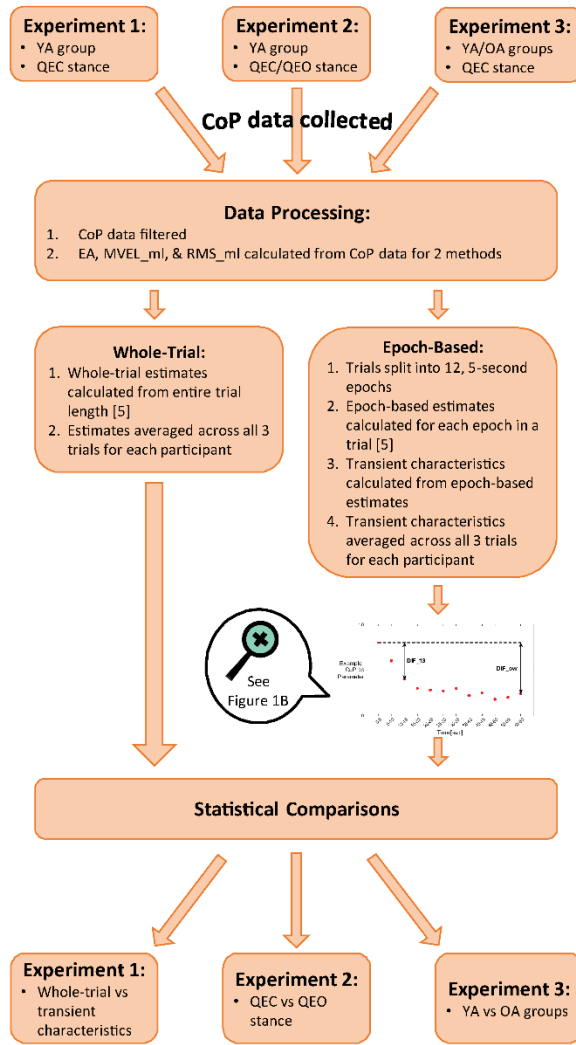 Experiment 1:
• YA group
• QEC stance
Experiment 2:
• YA group
• QEC/QEO stance
Experiment 3:
• YA/OA groups
• QEC stance
CoP data collected
Data Processing:
1. CoP data filtered
2. EA, MVEL_ml, & RMS_ml calculated from CoP data for 2 methods
Whole-Trial:
1. Whole-trial estimates
calculated from entire trial
length [5]
2. Estimates averaged across all 3
trials for each participant
Epoch-Based:
1. Trials split into 12, 5-second
epochs
2. Epoch-based estimates
calculated for each epoch in a
trial [5]
3. Transient characteristics
calculated from epoch-based
estimates
4. Transient characteristics
averaged across all 3 trials
for each participant
See
Figure 1B
Example
Parameter
DIF_13
DIF_ovr
Statistical Comparisons
Experiment 1:
• Whole-trial vs
transient
characteristics
Experiment 2:
• QEC vs QEO
stance
Experiment 3:
• YA vs OA groups